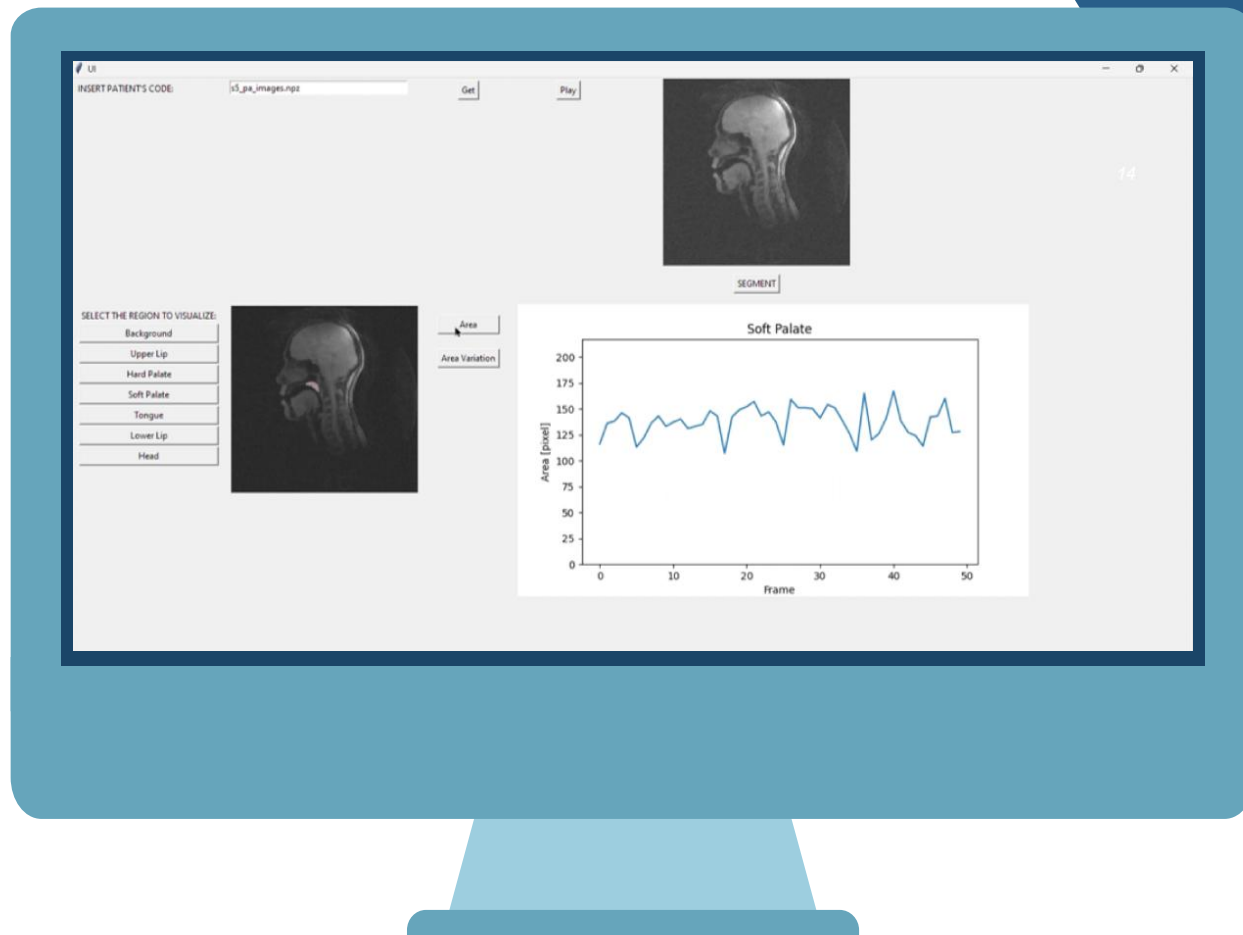 UI
INSERT PATIENT'S CODE:
s5_pa_images.npz
Get
Play
14
SEGMENT
SELECT THE REGION TO VISUALIZE:
Background
Upper Lip
Hard Palate
Soft Palate
Tongue
Lower Lip
Head
Area
Area Variation
Soft Palate
200
175
150
125
100
75
50
25
0
Area [pixel]
0 10 20 30 40 50
Frame